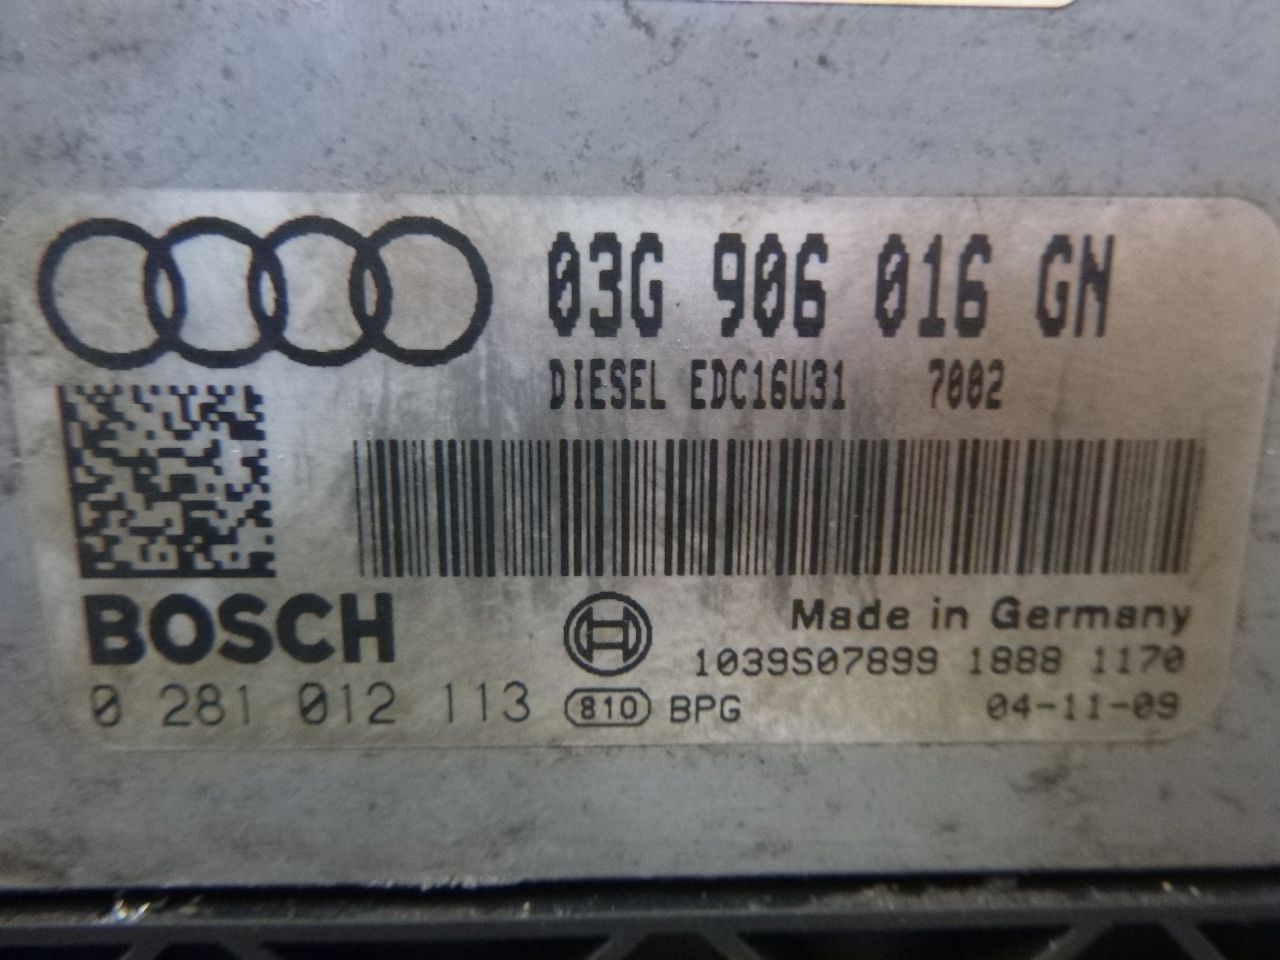 03G 906 016 GN
DIESEL EDC16U31 7002
BOSCH
Made in Germany
1039S07899 1888 1170
0 281 012 113 810 BPG 04-11-09